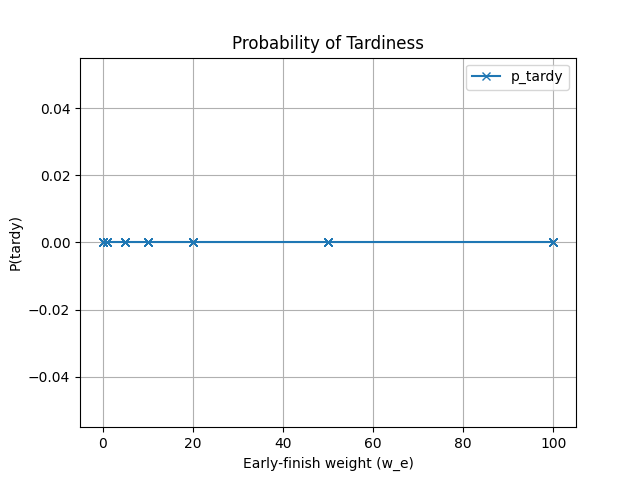 Probability of Tardiness
p_tardy
0.04
0.02
0.00
−0.02
−0.04
P(tardy)
0 20 40 60 80 100
Early-finish weight (w_e)